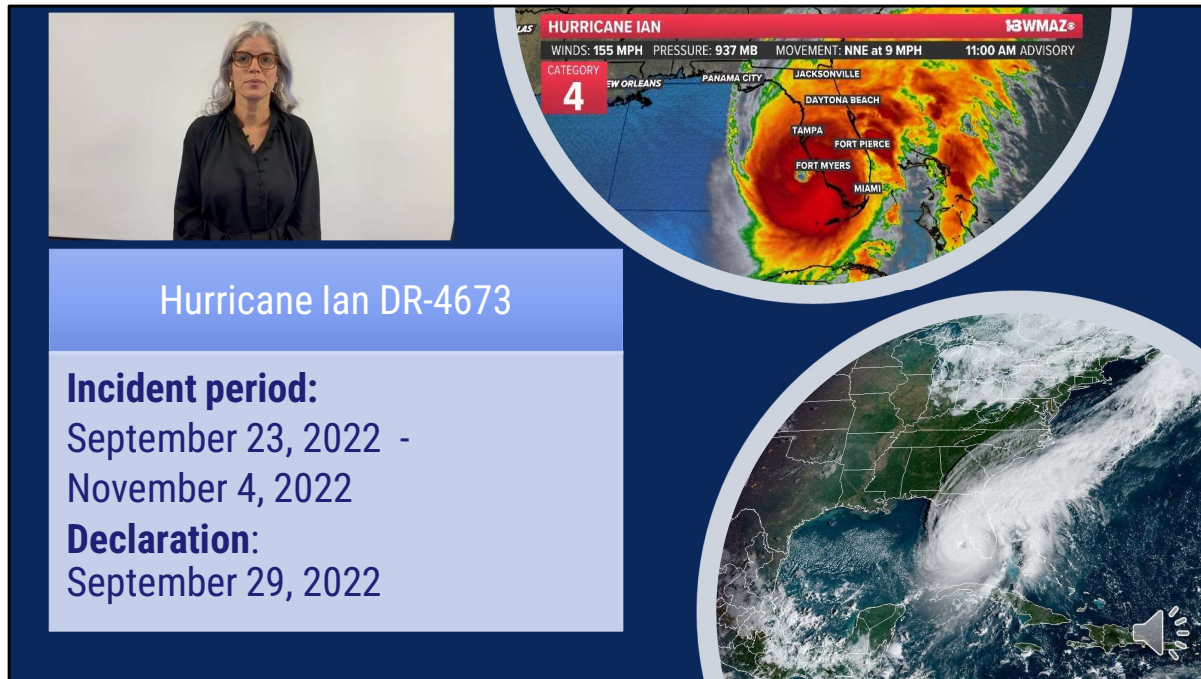 HURRICANE IAN
13WMAZ
WINDS: 155 MPH PRESSURE: 937 MB MOVEMENT: NNE at 9 MPH 11:00 AM ADVISORY
CATEGORY
4
EW ORLEANS
PANAMA CITY
JACKSONVILLE
DAYTONA BEACH
TAMPA
FORT PIERCE
FORT MYERS
MIAMI
Hurricane Ian DR-4673
Incident period:
September 23, 2022 -
November 4, 2022
Declaration:
September 29, 2022